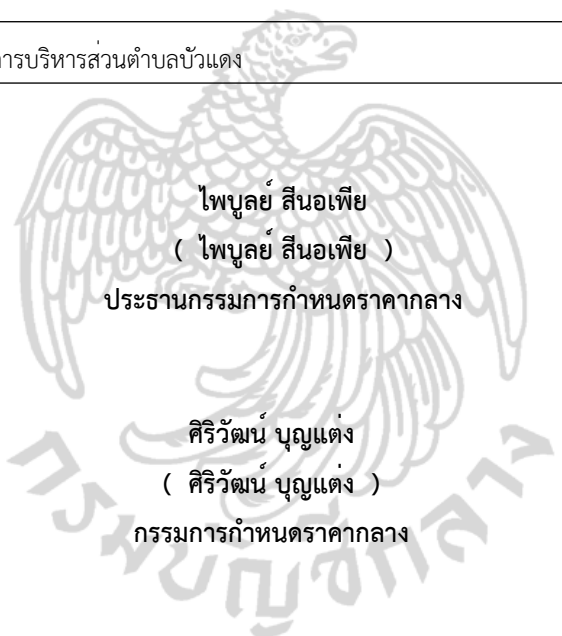 การบริหารส่วนตำบลบัวแดง
ไพบูลย์ สีนอเพีย
( ไพบูลย์ สีนอเพีย )
ประธานกรรมการกำหนดราคากลาง
ศิริวัฒน์ บุญแต่ง
( ศิริวัฒน์ บุญแต่ง )
กรรมการกำหนดราคากลาง
กรมบัญชีกลาง